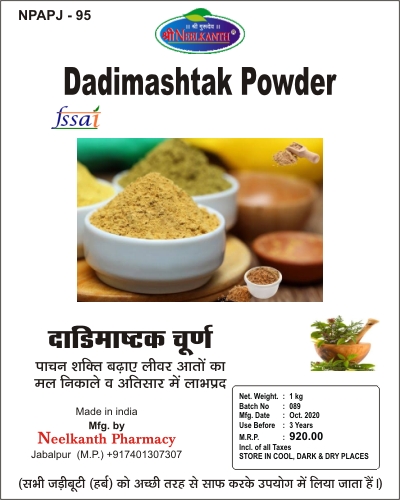 NPAPJ - 95
।। श्री गुरुदेव ।।
श्री NEELKANTH
Dadimashtak Powder
fssai
दाडिमाष्टक चूर्ण
पाचन शक्ति बढ़ाए लीवर आतों का
मल निकाले व अतिसार में लाभप्रद
Made in india
Mfg. by
Neelkanth Pharmacy
Jabalpur (M.P.) +917401307307
Net. Weight. : 1 kg
Batch No : 089
Mfg. Date : Oct. 2020
Use Before : 3 Years
M.R.P. : 920.00
Incl. of all Taxes
STORE IN COOL, DARK & DRY PLACES
(सभी जड़ीबूटी (हर्ब) को अच्छी तरह से साफ करके उपयोग में लिया जाता हैं।)